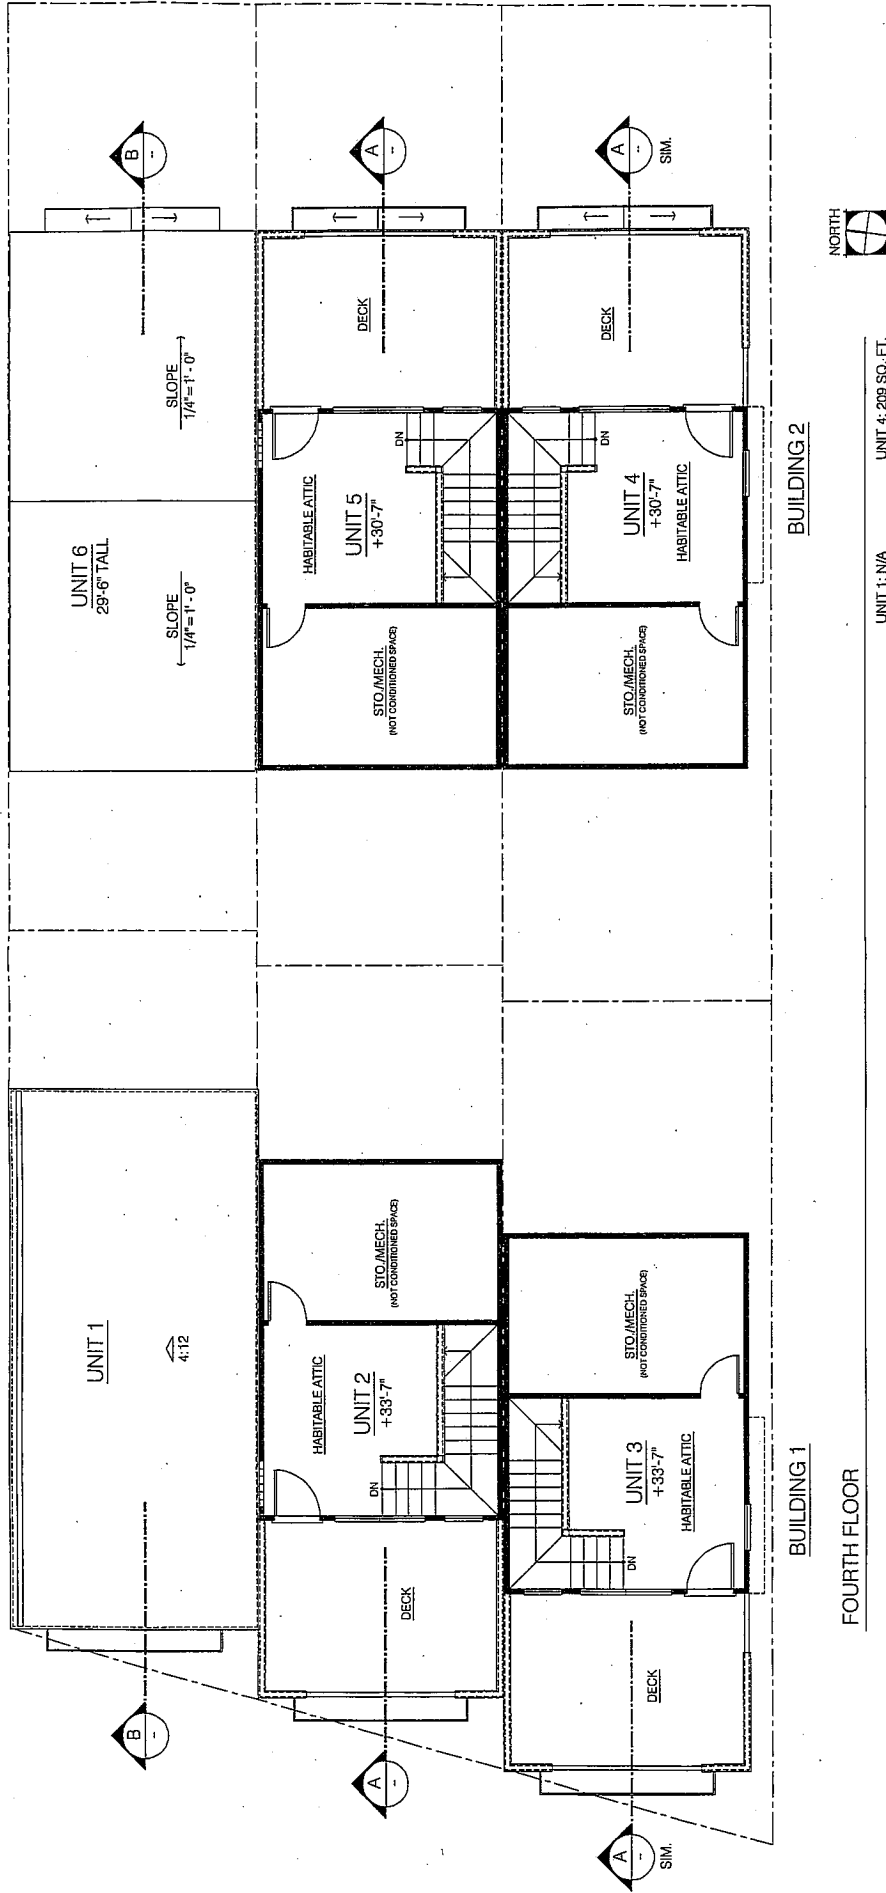 B
-
A
-
A
-
SIM.
UNIT 6
29'-6" TALL
SLOPE
1/4" = 1' - 0"
SLOPE
1/4" = 1' - 0"
DECK
DN
HABITABLE ATTIC
UNIT 5
+30'-7"
STO./MECH.
(NOT CONDITIONED SPACE)
DECK
DN
UNIT 4
+30'-7"
HABITABLE ATTIC
STO./MECH.
(NOT CONDITIONED SPACE)
BUILDING 2
UNIT 1
4:12
STO./MECH.
(NOT CONDITIONED SPACE)
HABITABLE ATTIC
UNIT 2
+33'-7"
DN
DECK
STO./MECH.
(NOT CONDITIONED SPACE)
UNIT 3
+33'-7"
HABITABLE ATTIC
DN
DECK
B
-
A
-
A
-
SIM.
BUILDING 1
FOURTH FLOOR
NORTH
UNIT 1: N/A
UNIT 4: 209 SQ. FT.